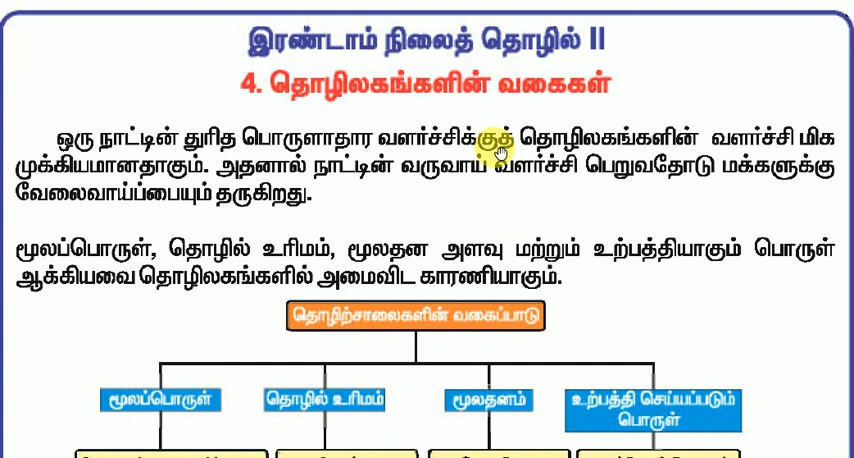 இரண்டாம் நிலைத் தொழில் II
4. தொழிலகங்களின் வகைகள்
ஒரு நாட்டின் துரித பொருளாதார வளர்ச்சிக்குத் தொழிலகங்களின் வளர்ச்சி மிக
முக்கியமானதாகும். அதனால் நாட்டின் வருவாய் வளர்ச்சி பெறுவதோடு மக்களுக்கு
வேலைவாய்ப்பையும் தருகிறது.
மூலப்பொருள், தொழில் உரிமம், மூலதன அளவு மற்றும் உற்பத்தியாகும் பொருள்
ஆக்கியவை தொழிலகங்களில் அமைவிட காரணியாகும்.
தொழிற்சாலைகளின் வகைப்பாடு
மூலப்பொருள் தொழில் உரிமம் மூலதனம் உற்பத்தி செய்யப்படும்
பொருள்